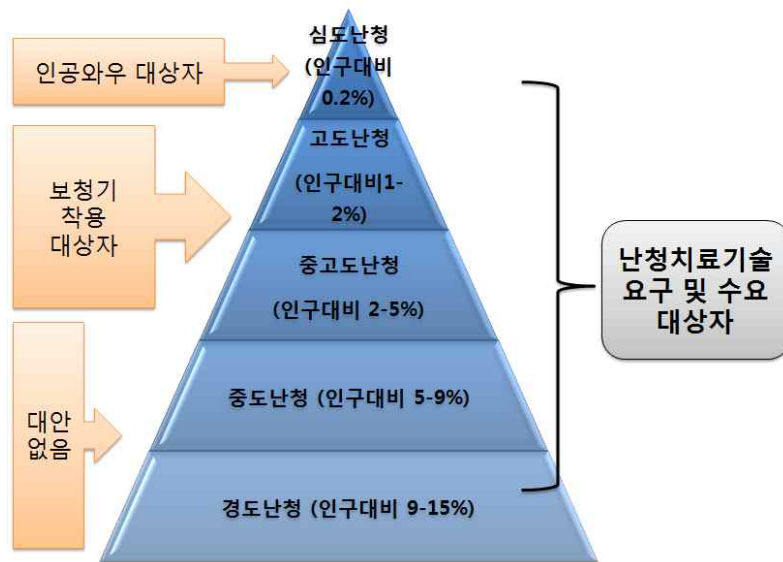 인공와우 대상자
보청기
착용
대상자
대안
없음
심도난청
(인구대비
0.2%)
고도난청
(인구대비1-
2%)
중고도난청
(인구대비 2-5%)
중도난청 (인구대비 5-9%)
경도난청 (인구대비 9-15%)
난청치료기술
요구 및 수요
대상자